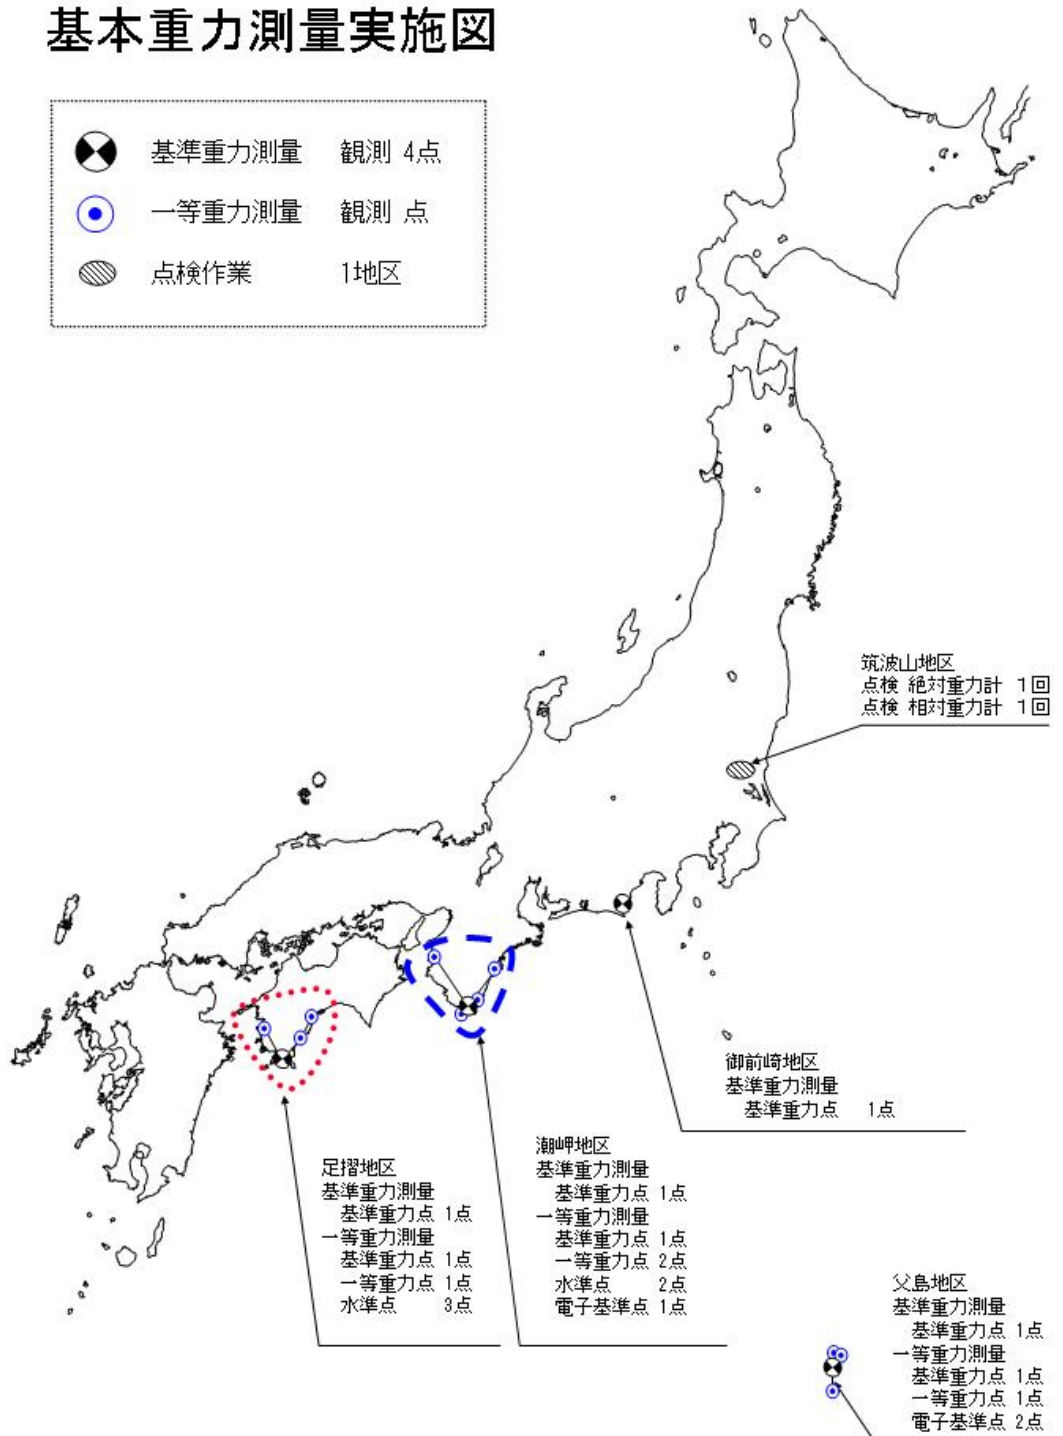 基本重力測量実施図
基準重力測量 観測 4点
一等重力測量 観測 点
点検作業 1地区
筑波山地区
点検 絶対重力計 1回
点検 相対重力計 1回
御前崎地区
基準重力測量
基準重力点 1点
潮岬地区
基準重力測量
基準重力点 1点
一等重力測量
基準重力点 1点
一等重力点 2点
水準点 2点
電子基準点 1点
足摺地区
基準重力測量
基準重力点 1点
一等重力測量
基準重力点 1点
一等重力点 1点
水準点 3点
父島地区
基準重力測量
基準重力点 1点
一等重力測量
基準重力点 1点
一等重力点 1点
電子基準点 2点